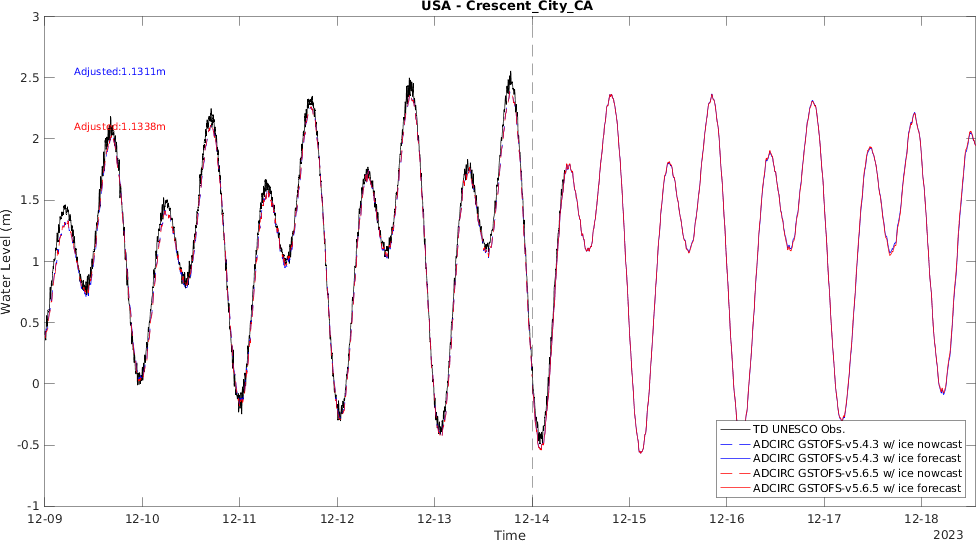 USA - Crescent_City_CA
3
2.5
2
1.5
1
0.5
0
-0.5
-1
Water Level (m)
Adjusted:1.1311m
Adjusted:1.1338m
TD UNESCO Obs.
ADCIRC GSTOFS-v5.4.3 w/ ice nowcast
ADCIRC GSTOFS-v5.4.3 w/ ice forecast
ADCIRC GSTOFS-v5.6.5 w/ ice nowcast
ADCIRC GSTOFS-v5.6.5 w/ ice forecast
12-09 12-10 12-11 12-12 12-13 12-14 12-15 12-16 12-17 12-18
Time
2023